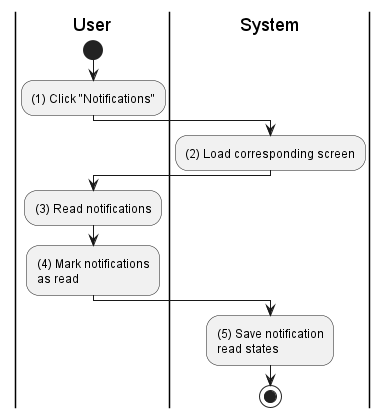 User
System
(1) Click "Notifications"
(2) Load corresponding screen
(3) Read notifications
(4) Mark notifications
as read
(5) Save notification
read states